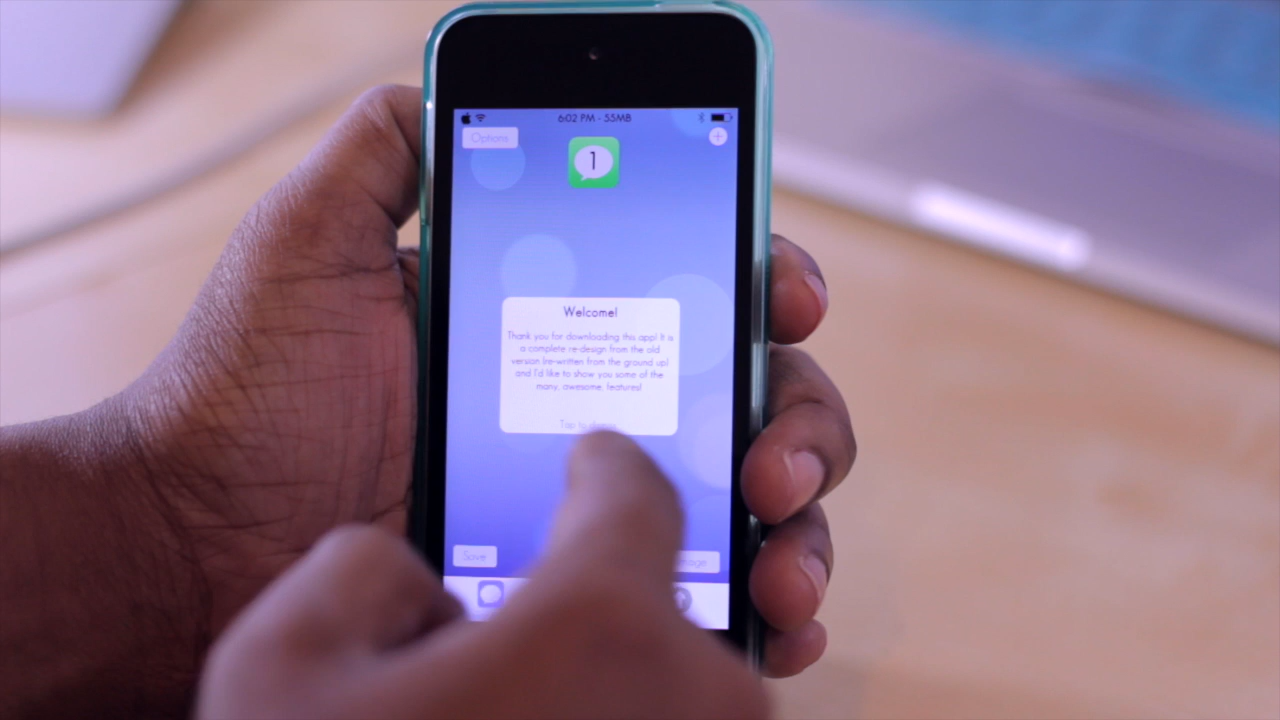 6:02 PM - 55MB
Options
+
1
Welcome!
Thank you for downloading this app! It is
a complete re-design from the old
version (re-written from the ground up)
and I'd like to show you some of the
many, awesome, features!
Tap to
Save